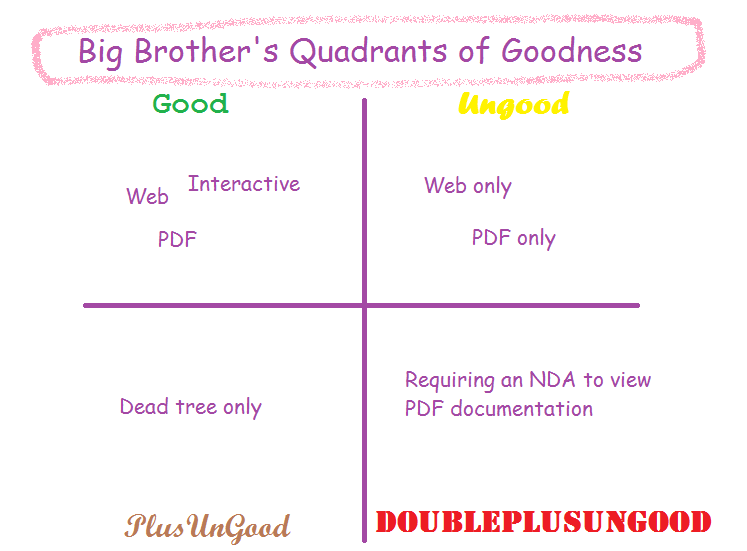 Big Brother's Quadrants of Goodness
Good
Ungood
Web
Interactive
PDF
Web only
PDF only
Dead tree only
Requiring an NDA to view
PDF documentation
PlusUnGood
DOUBLEPLUSUNGOOD